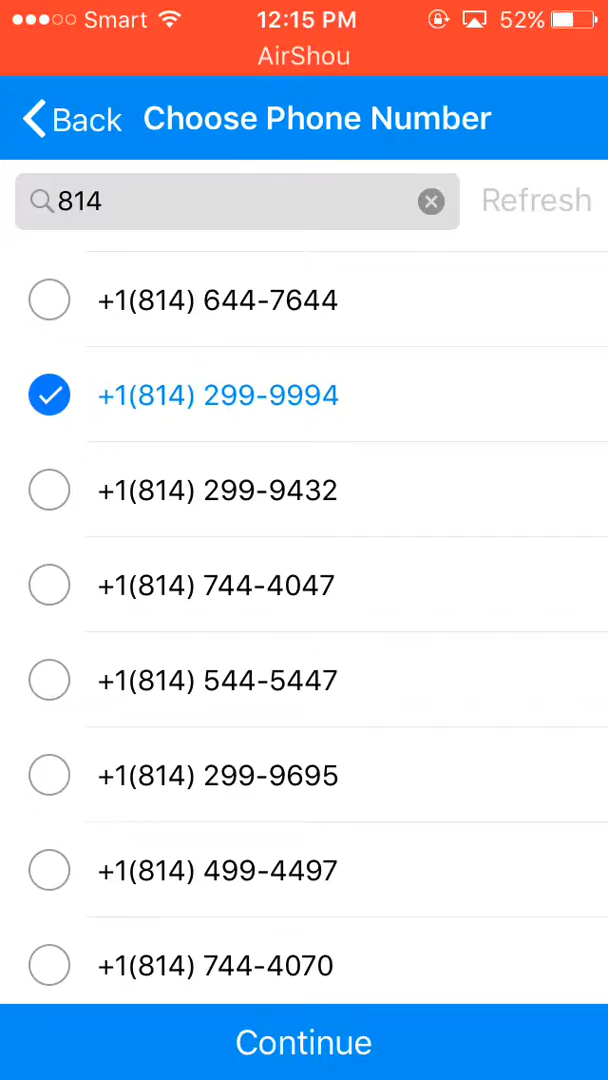 Smart 12:15 PM 52%
AirShou
Back Choose Phone Number
814 Refresh
+1(814) 644-7644
+1(814) 299-9994
+1(814) 299-9432
+1(814) 744-4047
+1(814) 544-5447
+1(814) 299-9695
+1(814) 499-4497
+1(814) 744-4070
Continue